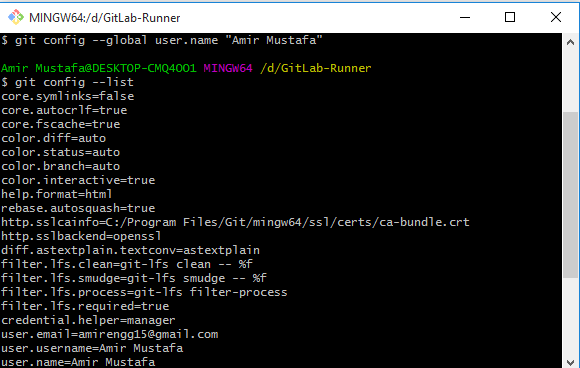 MINGW64:/d/GitLab-Runner
$ git config --global user.name "Amir Mustafa"
Amir Mustafa@DESKTOP-CMQ4OO1 MINGW64 /d/GitLab-Runner
$ git config --list
core.symlinks=false
core.autocrlf=true
core.fscache=true
color.diff=auto
color.status=auto
color.branch=auto
color.interactive=true
help.format=html
rebase.autosquash=true
http.sslcainfo=C:/Program Files/Git/mingw64/ssl/certs/ca-bundle.crt
http.sslbackend=openssl
diff.astextplain.textconv=astextplain
filter.lfs.clean=git-lfs clean -- %f
filter.lfs.smudge=git-lfs smudge -- %f
filter.lfs.process=git-lfs filter-process
filter.lfs.required=true
credential.helper=manager
user.email=amirengg15@gmail.com
user.username=Amir Mustafa
user.name=Amir Mustafa